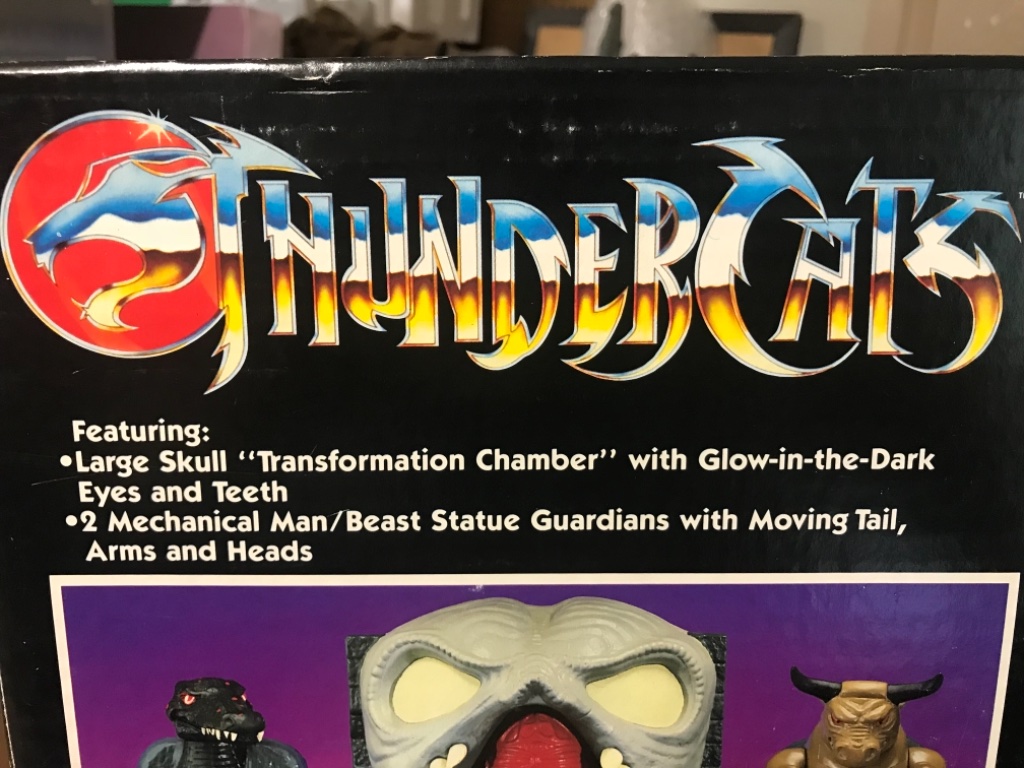 THUNDERCATS
TM
Featuring:
•Large Skull "Transformation Chamber" with Glow-in-the-Dark
Eyes and Teeth
•2 Mechanical Man/Beast Statue Guardians with Moving Tail,
Arms and Heads